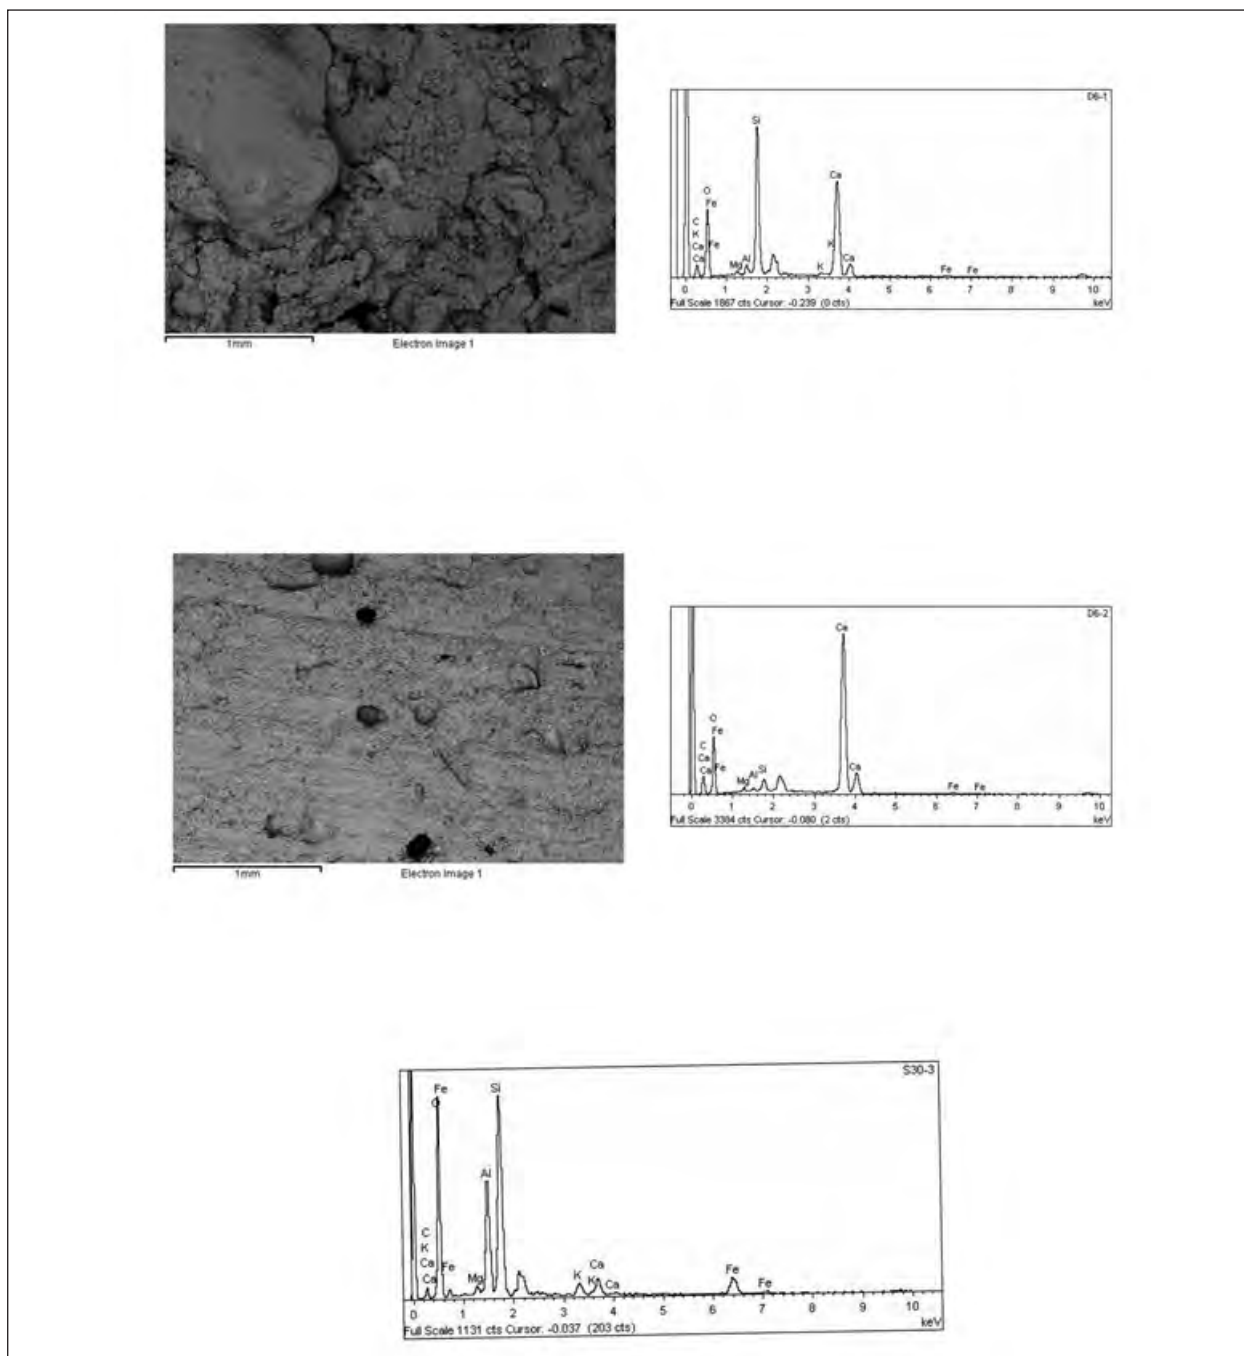 1mm
Electron Image 1
D6-1
Si
Ca
O
Fe
C
K
K
Ca
Fe
Ca
Mg
Al
K
Ca
Fe
Fe
0 1 2 3 4 5 6 7 8 9 10
Full Scale 1867 cts Cursor: -0.239 (0 cts)
keV
1mm
Electron Image 1
D6-2
Ca
O
Fe
C
Ca
Ca
Fe
Mg
Al
Si
Ca
Fe
Fe
0 1 2 3 4 5 6 7 8 9 10
Full Scale 3384 cts Cursor: -0.080 (2 cts)
keV
S30-3
Fe
Si
O
Al
C
K
Ca
Ca
Fe
Ca
Mg
K
K
Ca
Fe
Fe
0 1 2 3 4 5 6 7 8 9 10
Full Scale 1131 cts Cursor: -0.037 (203 cts)
keV